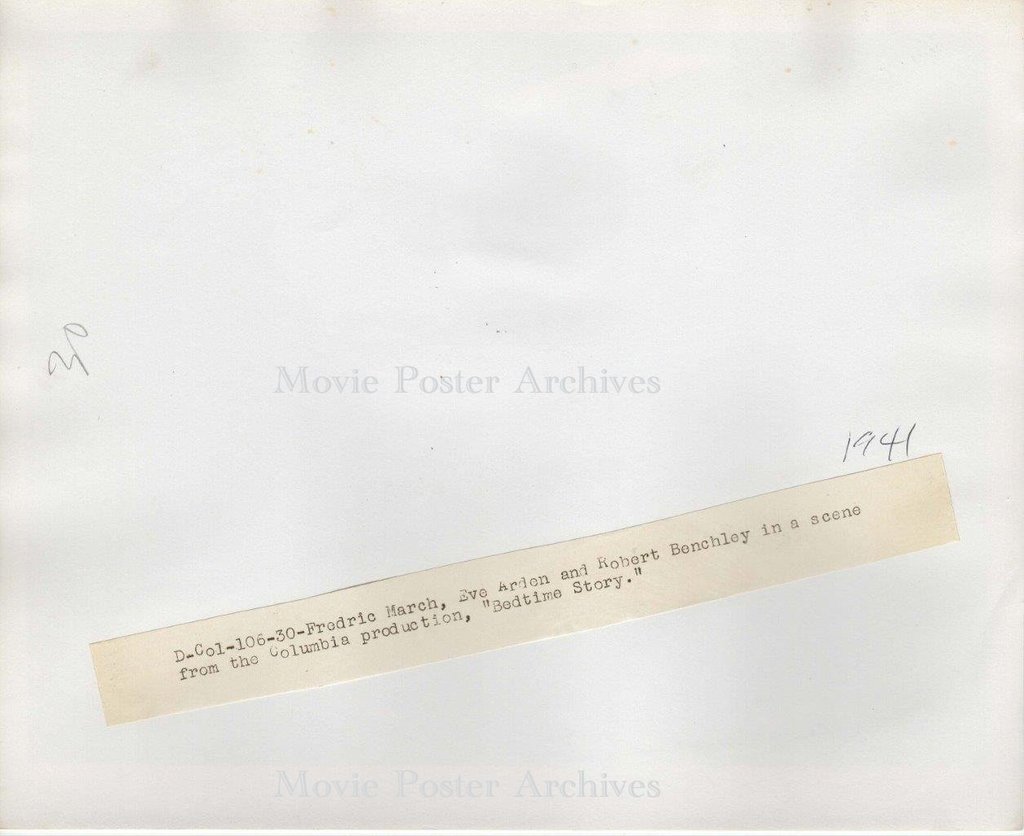 30
Movie Poster Archives
1941
D-Col-106-30-Fredric March, Eve Arden and Robert Benchley in a scene
from the Columbia production, "Bedtime Story."
Movie Poster Archives